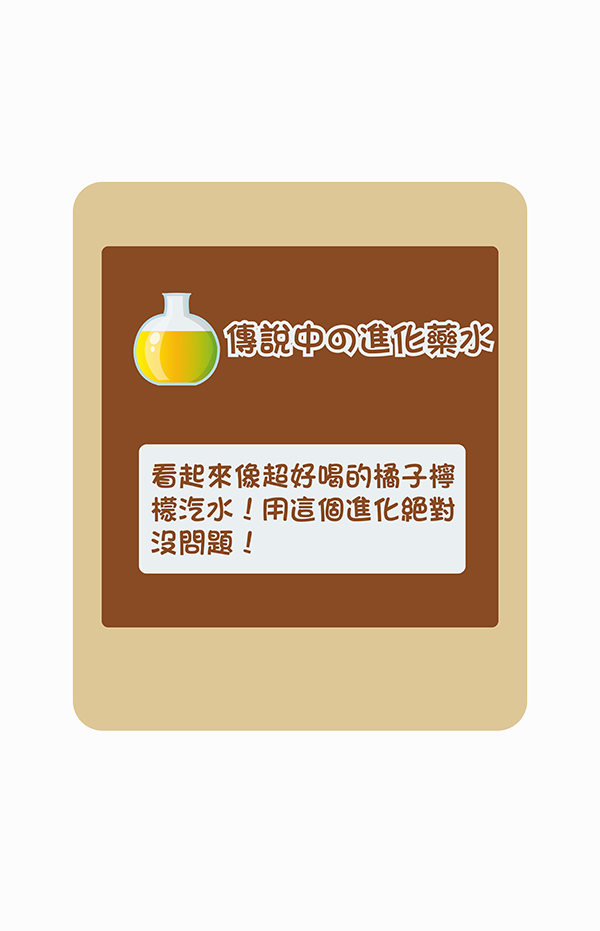 傳說中の進化藥水
看起來像超好喝的橘子檸
檬汽水！用這個進化絕對
沒問題！